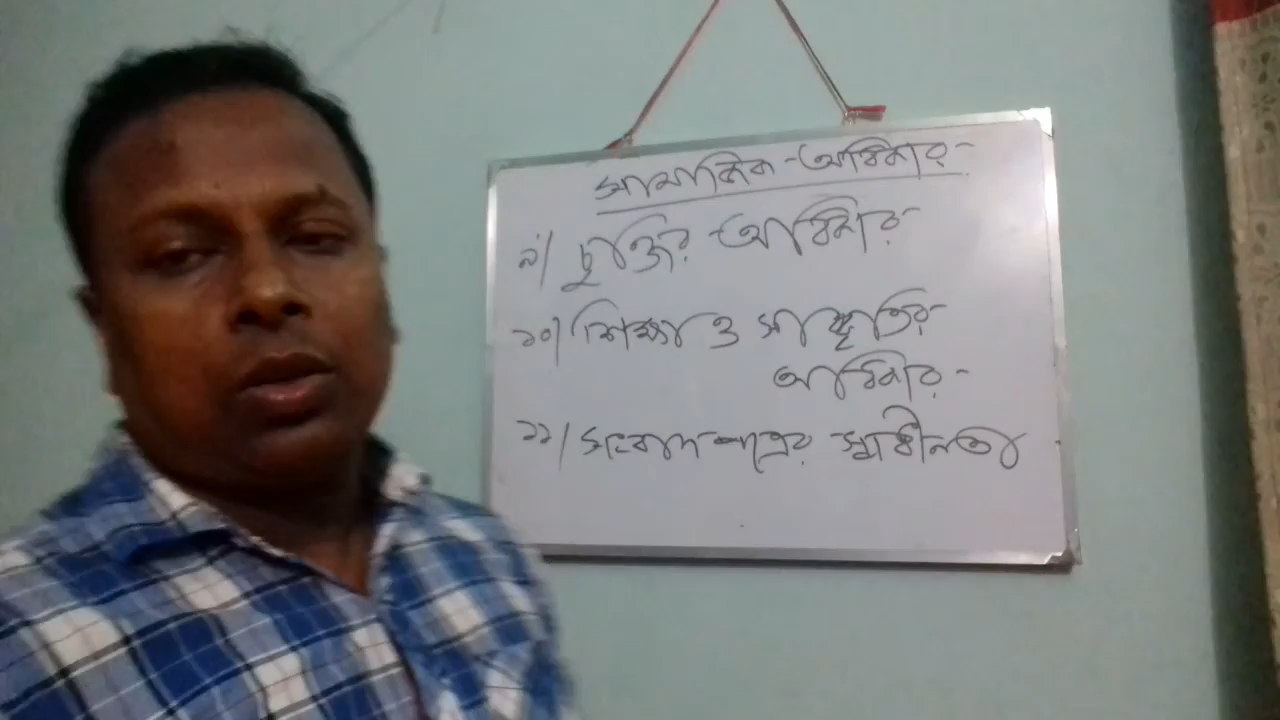 সামাজিক অধিকার
৯/ চুক্তির অধিকার
১০/ শিক্ষা ও সাংস্কৃতির
অধিকার
১১/ সংবাদপত্রের স্বাধীনতা